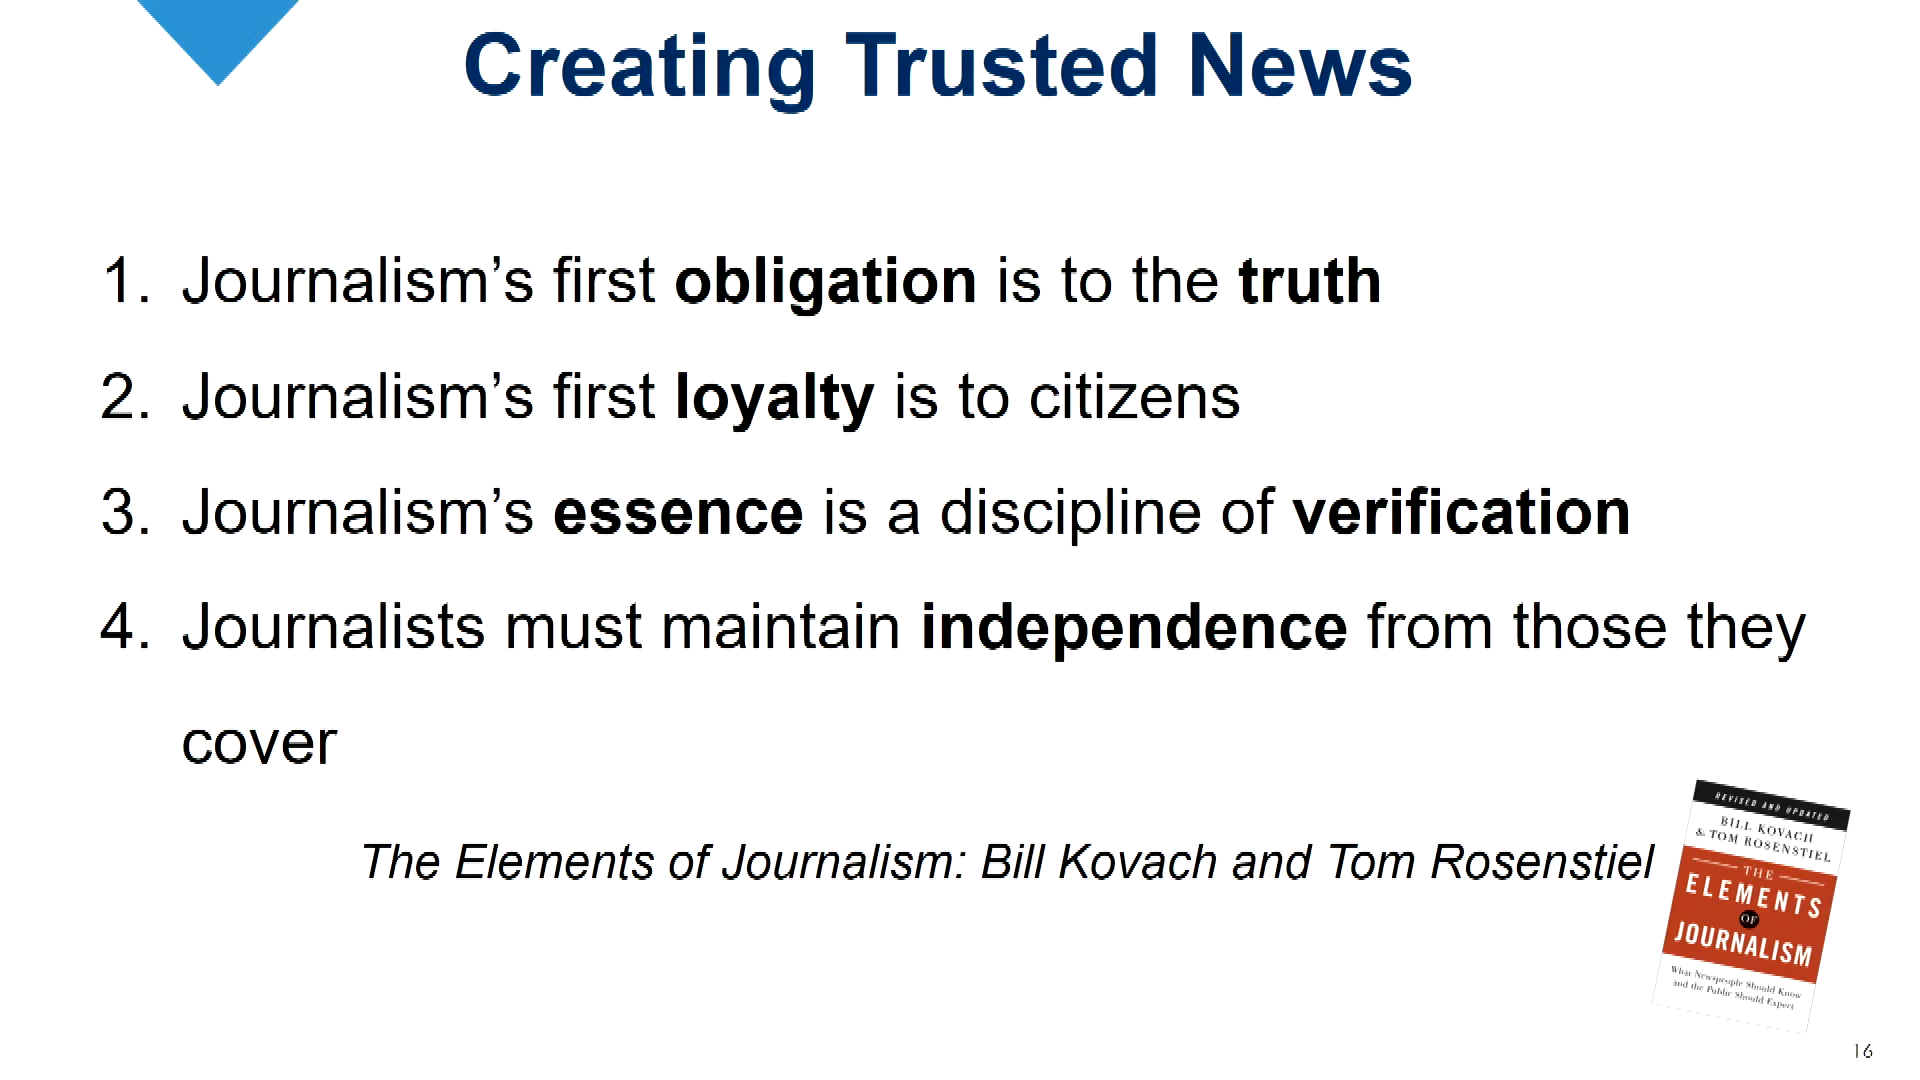 Creating Trusted News
1. Journalism’s first obligation is to the truth
2. Journalism’s first loyalty is to citizens
3. Journalism’s essence is a discipline of verification
4. Journalists must maintain independence from those they
cover
The Elements of Journalism: Bill Kovach and Tom Rosenstiel
REVISED AND UPDATED
BILL KOVACH
& TOM ROSENSTIEL
THE
ELEMENTS
OF
JOURNALISM
What Newspeople Should Know
and the Public Should Expect
16